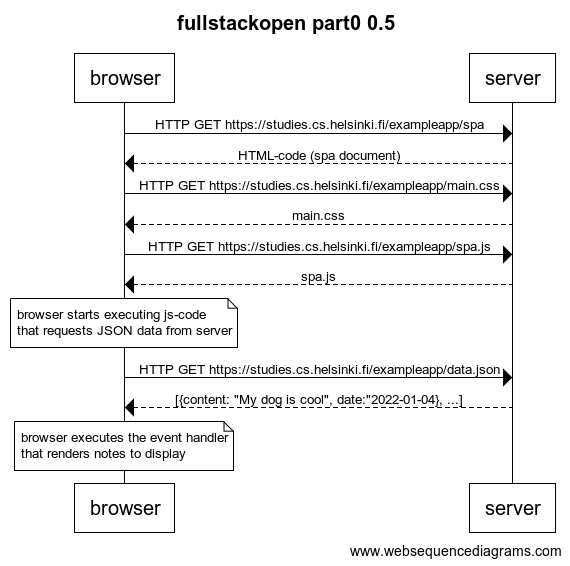 fullstackopen part0 0.5
browser
server
HTTP GET https://studies.cs.helsinki.fi/exampleapp/spa
HTML-code (spa document)
HTTP GET https://studies.cs.helsinki.fi/exampleapp/main.css
main.css
HTTP GET https://studies.cs.helsinki.fi/exampleapp/spa.js
spa.js
browser starts executing js-code
that requests JSON data from server
HTTP GET https://studies.cs.helsinki.fi/exampleapp/data.json
[{content: "My dog is cool", date:"2022-01-04}, ...]
browser executes the event handler
that renders notes to display
browser
server
www.websequencediagrams.com